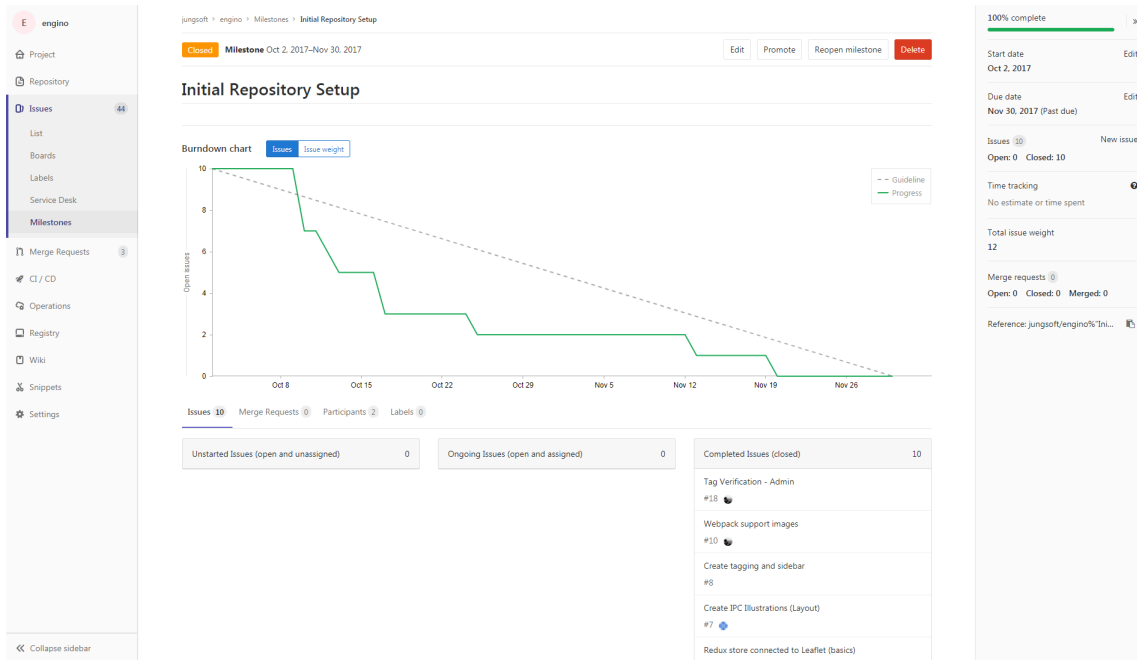 E engino
Project
Repository
Issues 44
List
Boards
Labels
Service Desk
Milestones
Merge Requests 3
CI / CD
Operations
Registry
Wiki
Snippets
Settings
Collapse sidebar
jungsoft > engino > Milestones > Initial Repository Setup
Closed Milestone Oct 2, 2017–Nov 30, 2017
Edit Promote Reopen milestone Delete
Initial Repository Setup
Burndown chart Issues Issue weight
Guideline
Progress
Open issues
10
8
6
4
2
0
Oct 8 Oct 15 Oct 22 Oct 29 Nov 5 Nov 12 Nov 19 Nov 26
Issues 10 Merge Requests 0 Participants 2 Labels 0
Unstarted Issues (open and unassigned) 0
Ongoing Issues (open and assigned) 0
Completed Issues (closed) 10
Tag Verification - Admin
#18
Webpack support images
#10
Create tagging and sidebar
#8
Create IPC Illustrations (Layout)
#7
Redux store connected to Leaflet (basics)
100% complete »
Start date Edit
Oct 2, 2017
Due date Edit
Nov 30, 2017 (Past due)
Issues 10 New issue
Open: 0 Closed: 10
Time tracking ?
No estimate or time spent
Total issue weight
12
Merge requests 0
Open: 0 Closed: 0 Merged: 0
Reference: jungsoft/engino%"Ini...